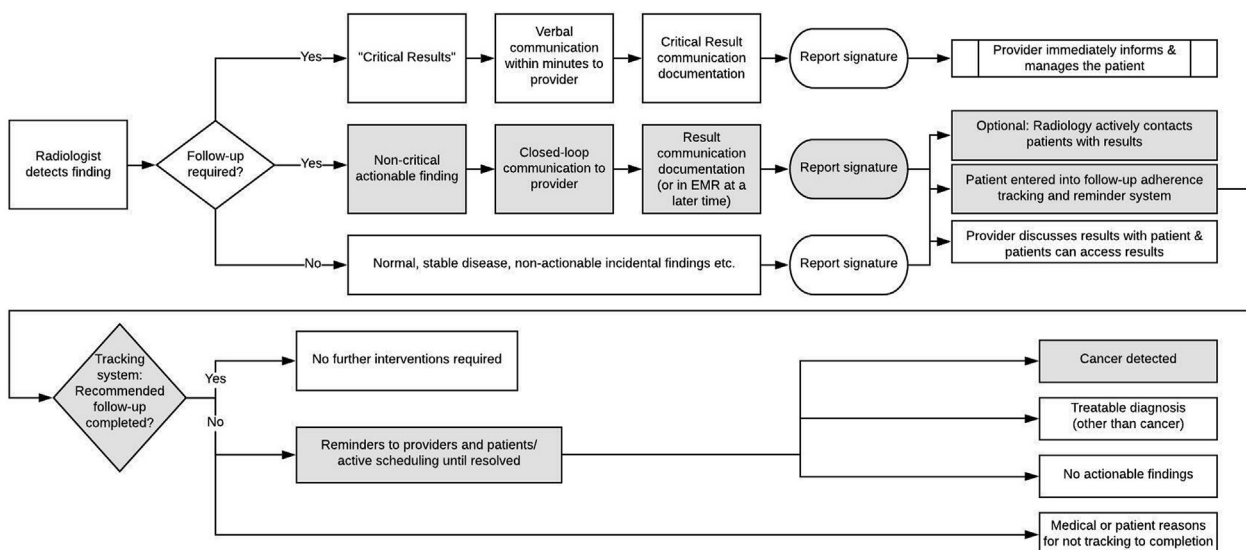 Radiologist
detects finding
Follow-up
required?
Yes
"Critical Results"
Verbal
communication
within minutes to
provider
Critical Result
communication
documentation
Report signature
Provider immediately informs &
manages the patient
Yes
Non-critical
actionable finding
Closed-loop
communication to
provider
Result
communication
documentation
(or in EMR at a
later time)
Report signature
Optional: Radiology actively contacts
patients with results
Patient entered into follow-up adherence
tracking and reminder system
Provider discusses results with patient &
patients can access results
No
Normal, stable disease, non-actionable incidental findings etc.
Report signature
Tracking
system:
Recommended
follow-up
completed?
Yes
No further interventions required
No
Reminders to providers and patients/
active scheduling until resolved
Cancer detected
Treatable diagnosis
(other than cancer)
No actionable findings
Medical or patient reasons
for not tracking to completion